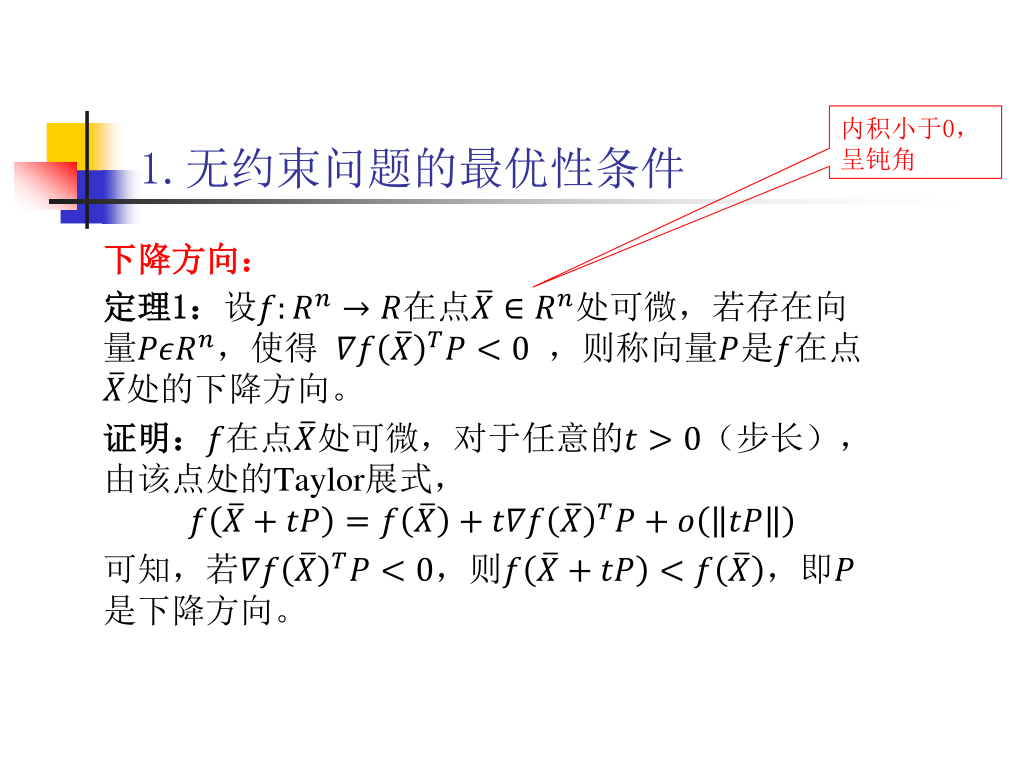 内积小于0，
呈钝角
1.无约束问题的最优性条件
下降方向：
定理1：设𝑓: 𝑅ⁿ → 𝑅在点X̄ ∈ 𝑅ⁿ处可微，若存在向
量𝑃𝜖𝑅ⁿ，使得 𝛻𝑓(X̄)ᵀ𝑃 < 0 ，则称向量𝑃是𝑓在点
X̄处的下降方向。
证明：𝑓在点X̄处可微，对于任意的𝑡 > 0（步长），
由该点处的Taylor展式，
𝑓(X̄ + 𝑡𝑃) = 𝑓(X̄) + 𝑡𝛻𝑓(X̄)ᵀ𝑃 + 𝑜(‖𝑡𝑃‖)
可知，若𝛻𝑓(X̄)ᵀ𝑃 < 0，则𝑓(X̄ + 𝑡𝑃) < 𝑓(X̄)，即𝑃
是下降方向。